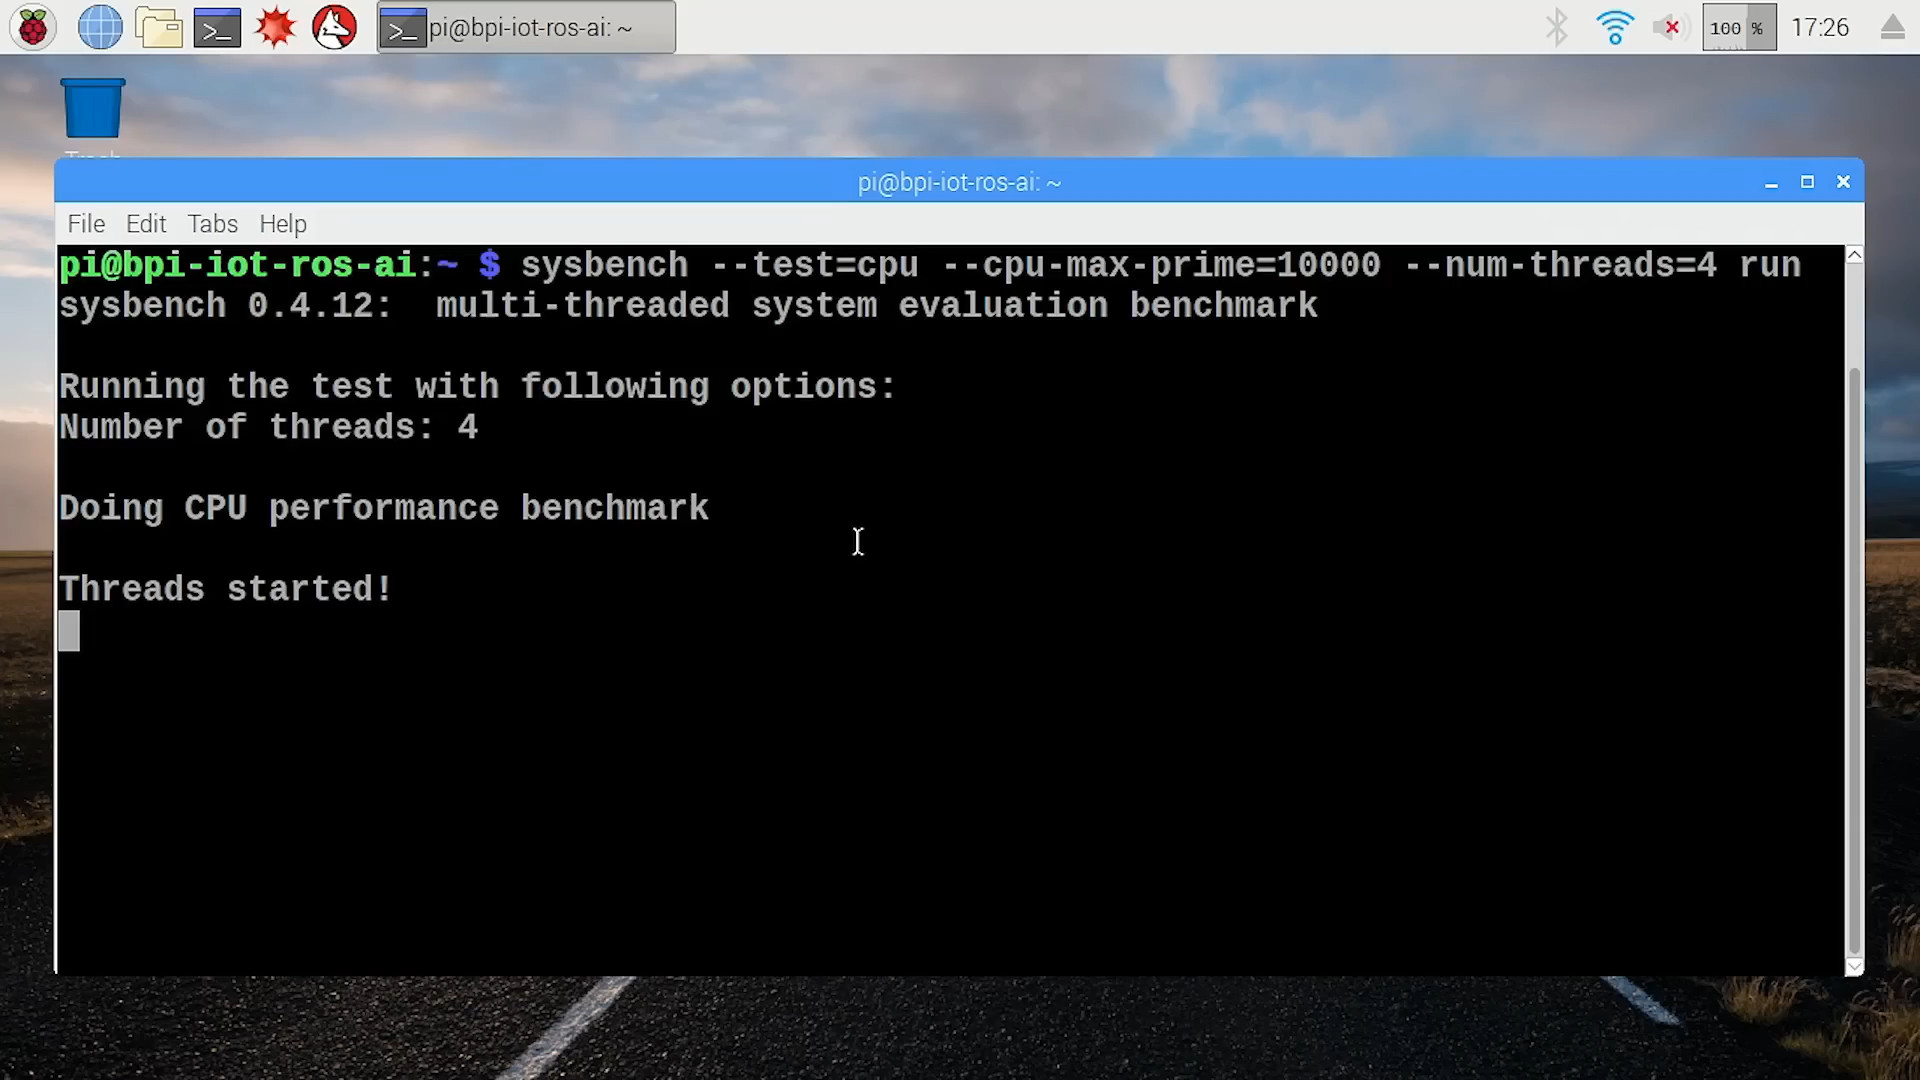 pi@bpi-iot-ros-ai: ~
100 %
17:26
pi@bpi-iot-ros-ai: ~
File Edit Tabs Help
pi@bpi-iot-ros-ai:~ $ sysbench --test=cpu --cpu-max-prime=10000 --num-threads=4 run
sysbench 0.4.12:  multi-threaded system evaluation benchmark
Running the test with following options:
Number of threads: 4
Doing CPU performance benchmark
Threads started!